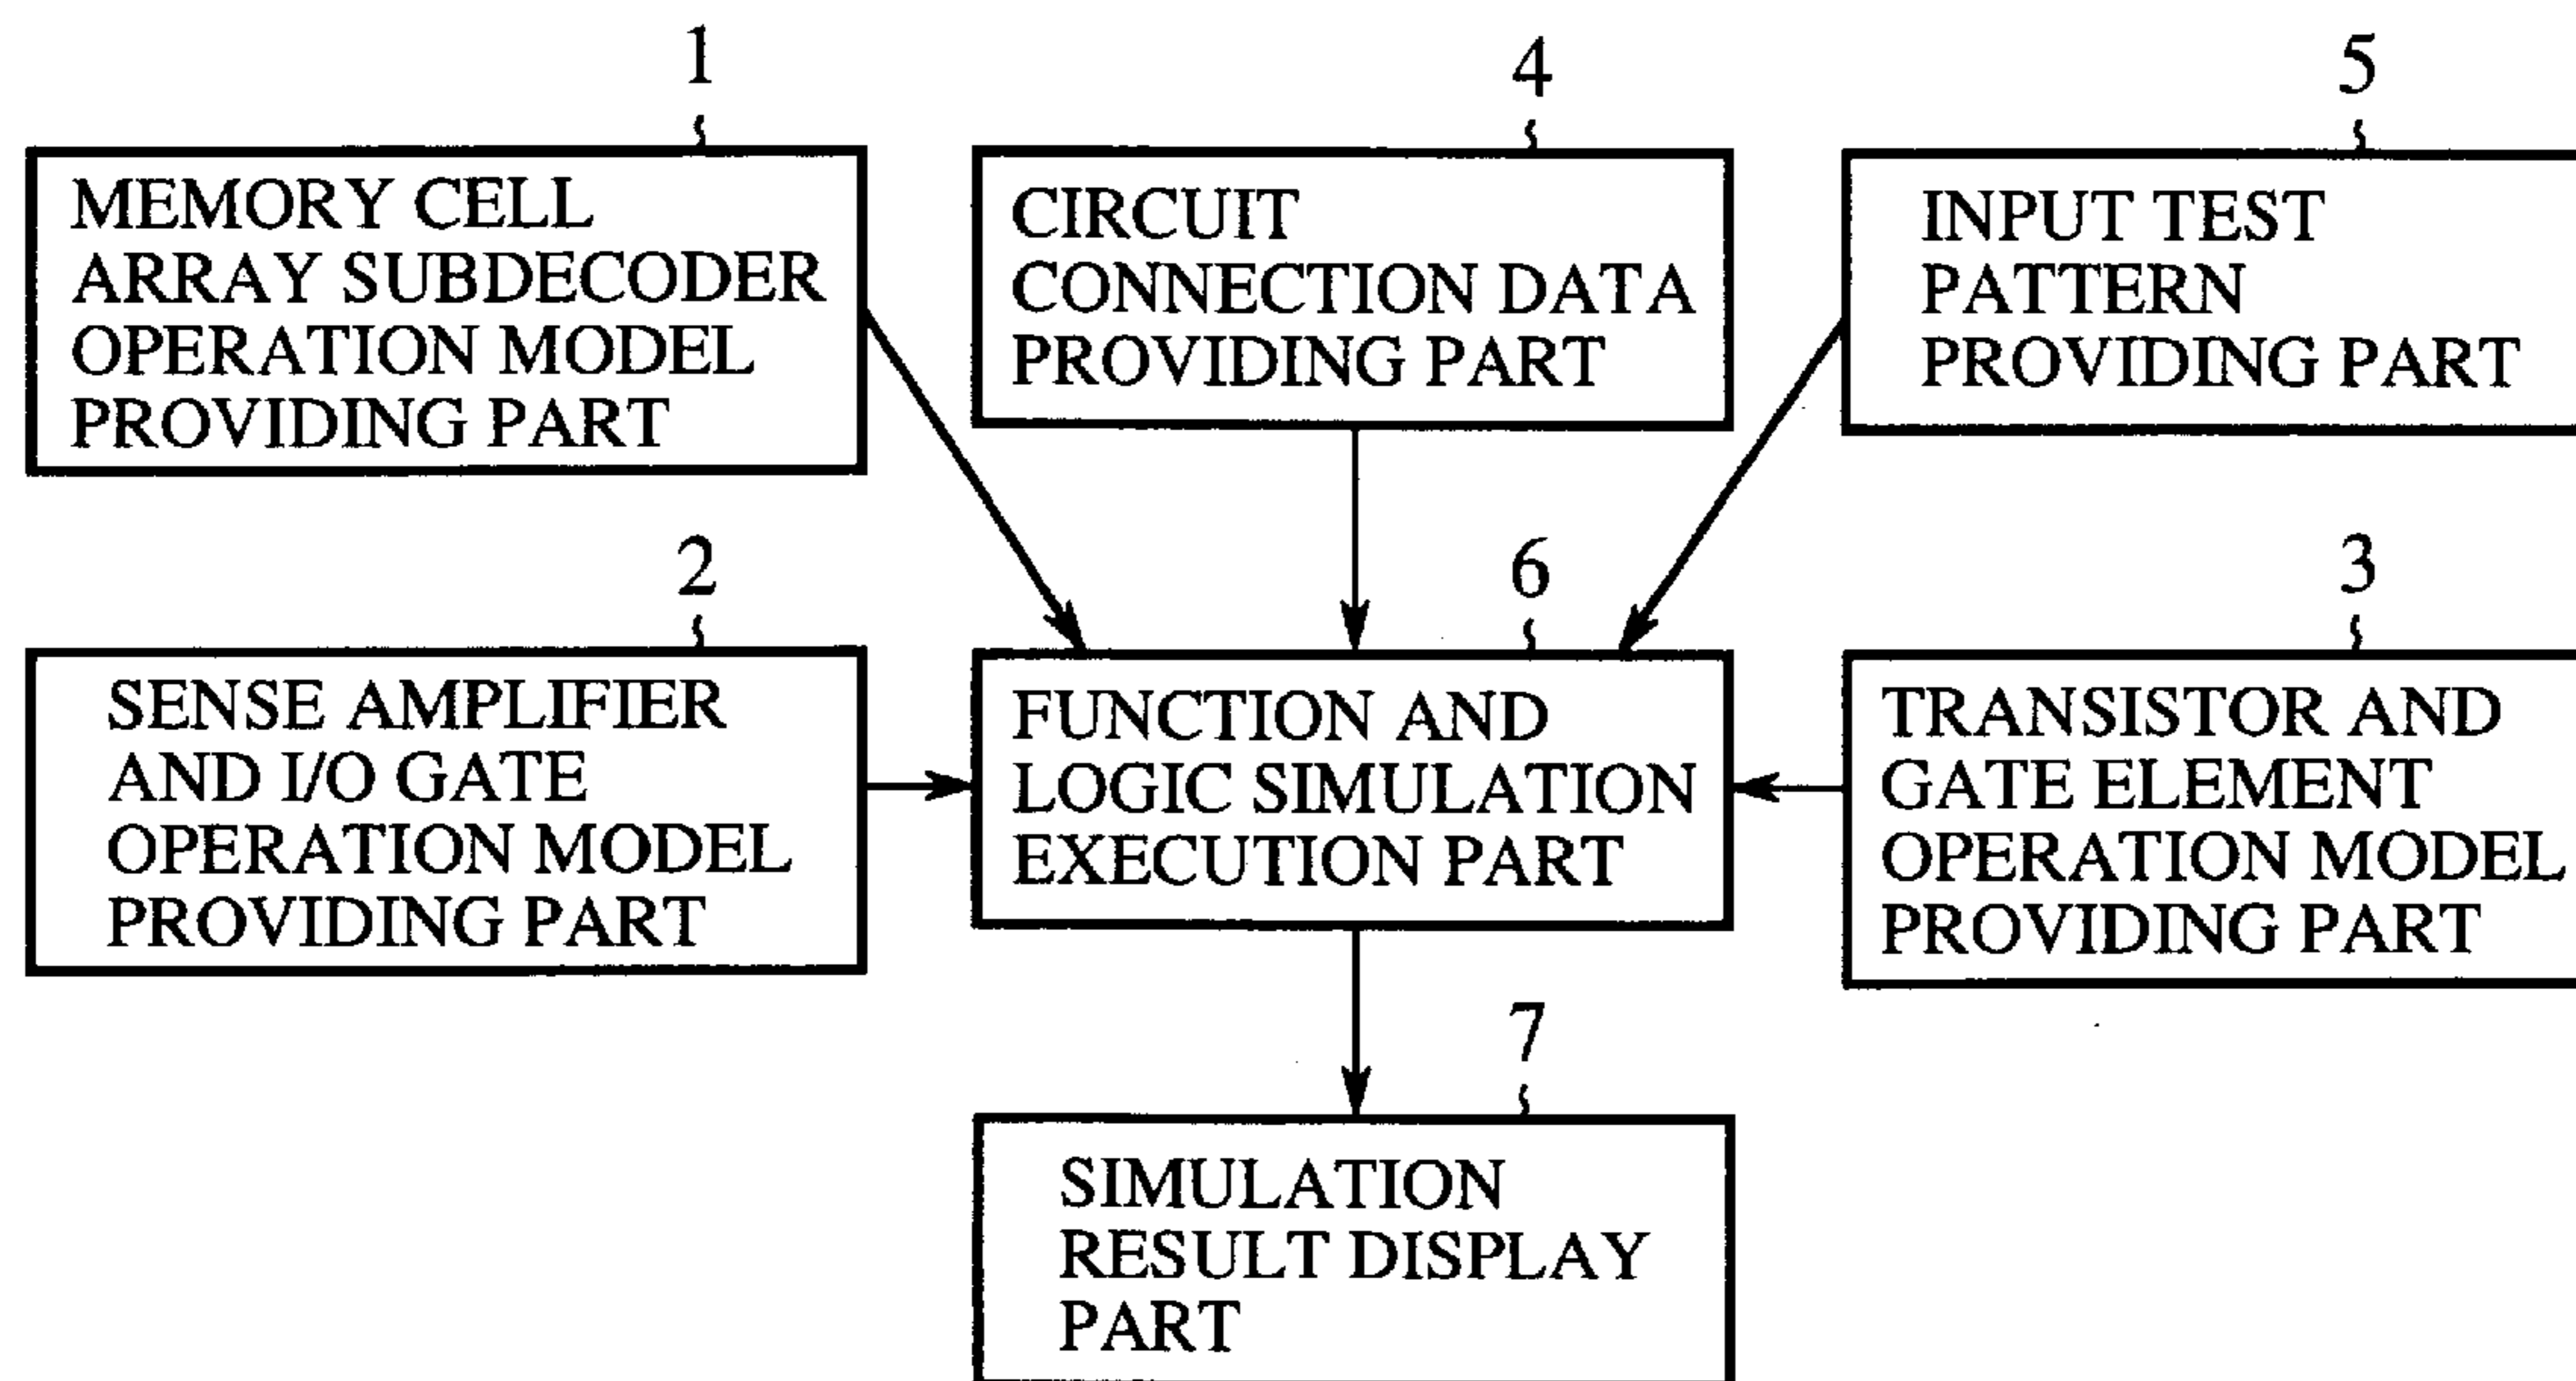 1
MEMORY CELL
ARRAY SUBDECODER
OPERATION MODEL
PROVIDING PART
4
CIRCUIT
CONNECTION DATA
PROVIDING PART
5
INPUT TEST
PATTERN
PROVIDING PART
2
SENSE AMPLIFIER
AND I/O GATE
OPERATION MODEL
PROVIDING PART
6
FUNCTION AND
LOGIC SIMULATION
EXECUTION PART
3
TRANSISTOR AND
GATE ELEMENT
OPERATION MODEL
PROVIDING PART
7
SIMULATION
RESULT DISPLAY
PART